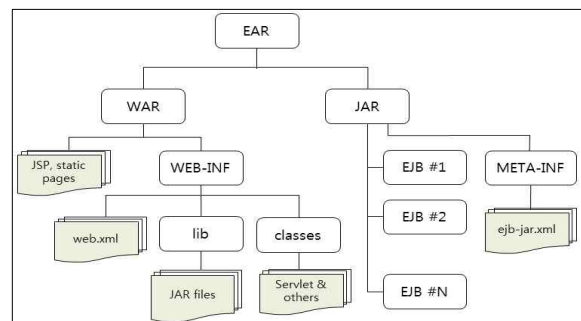 EAR
WAR
JAR
JSP, static
pages
WEB-INF
EJB #1
META-INF
web.xml
lib
classes
EJB #2
ejb-jar.xml
JAR files
Servlet &
others
EJB #N